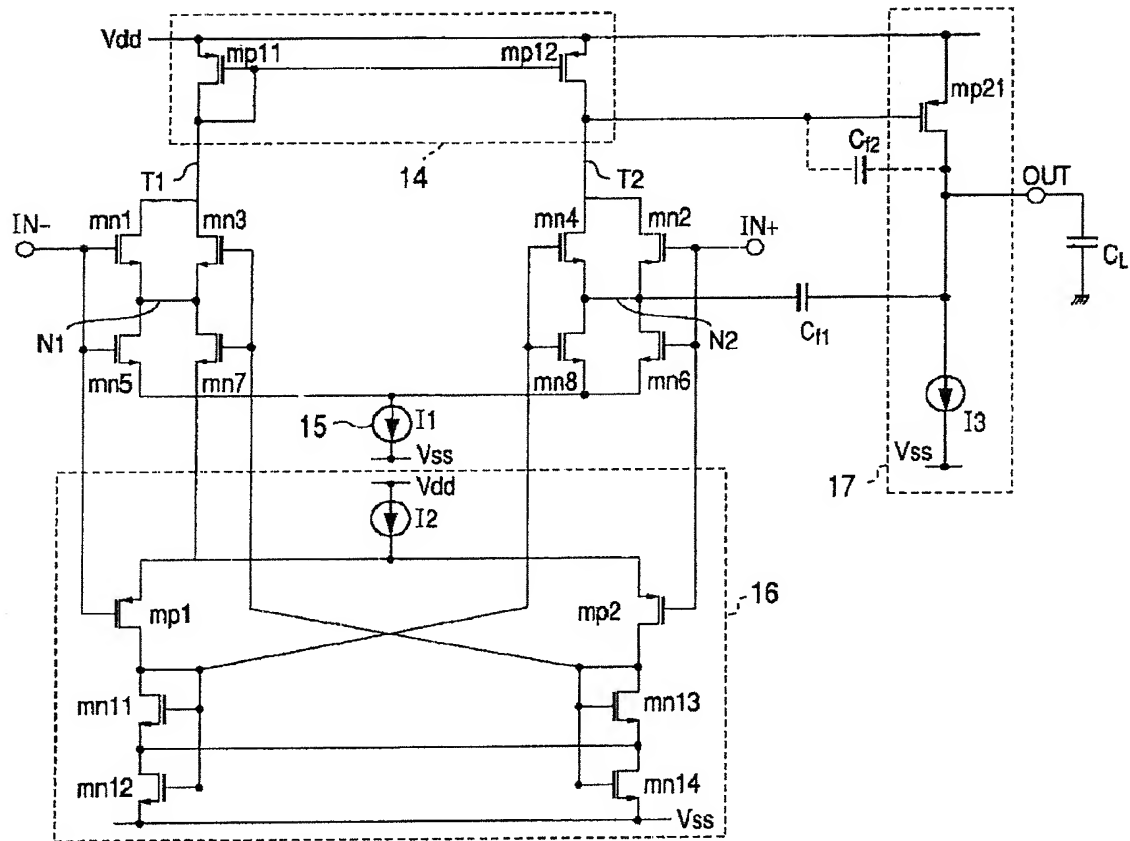 Vdd
mp11
mp12
mp21
Cf2
14
T1
T2
OUT
IN-
mn1
mn3
mn4
mn2
IN+
CL
N1
Cf1
N2
mn5
mn7
mn8
mn6
15
I1
Vss
I3
Vss
17
Vdd
I2
mp1
mp2
16
mn11
mn13
mn12
mn14
Vss